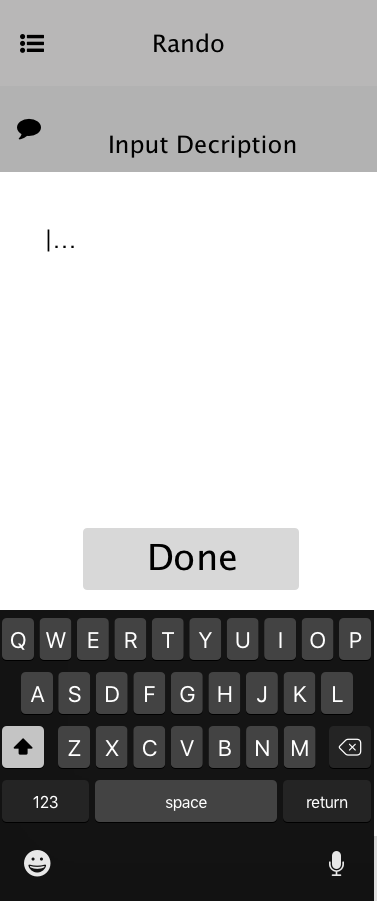 Rando
Input Decription
|...
Done
Q W E R T Y U I O P
A S D F G H J K L
Z X C V B N M
123 space return